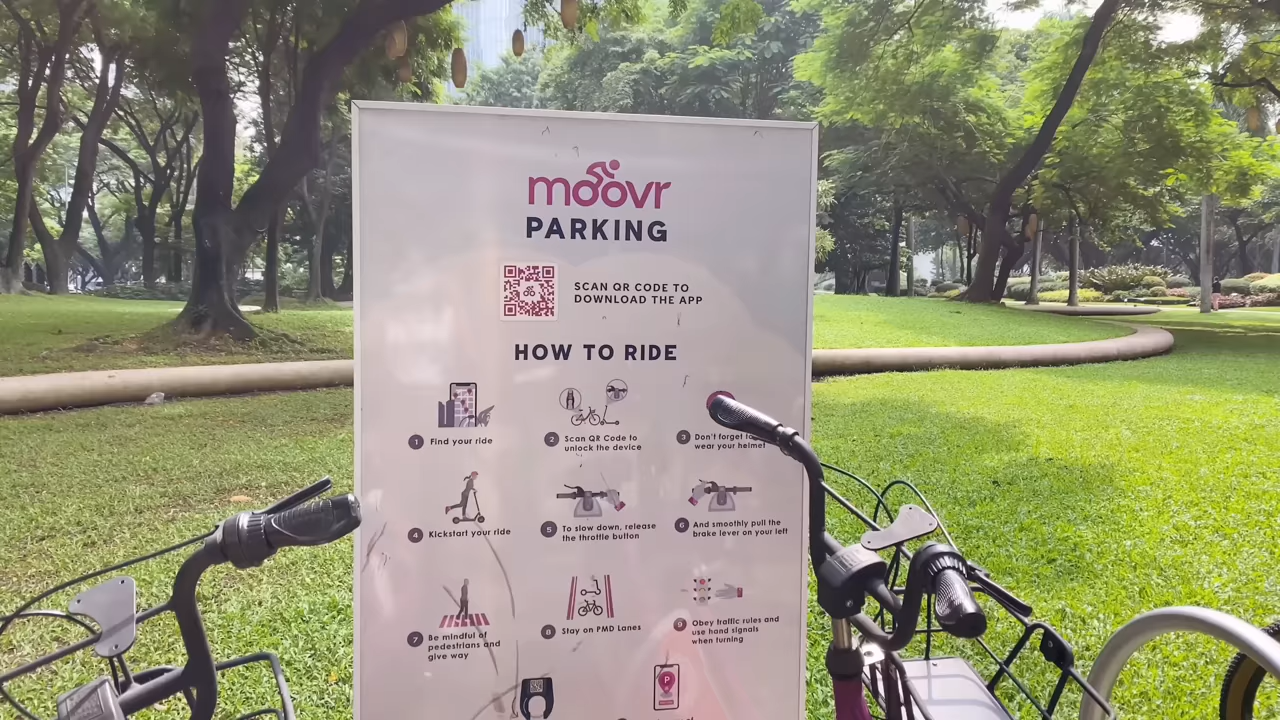 moovr
PARKING
SCAN QR CODE TO
DOWNLOAD THE APP
HOW TO RIDE
1 Find your ride
2 Scan QR Code to
unlock the device
3 Don't forget to
wear your helmet
4 Kickstart your ride
5 To slow down, release
the throttle button
6 And smoothly pull the
brake lever on your left
7 Be mindful of
pedestrians and
give way
8 Stay on PMD Lanes
9 Obey traffic rules and
use hand signals
when turning
P